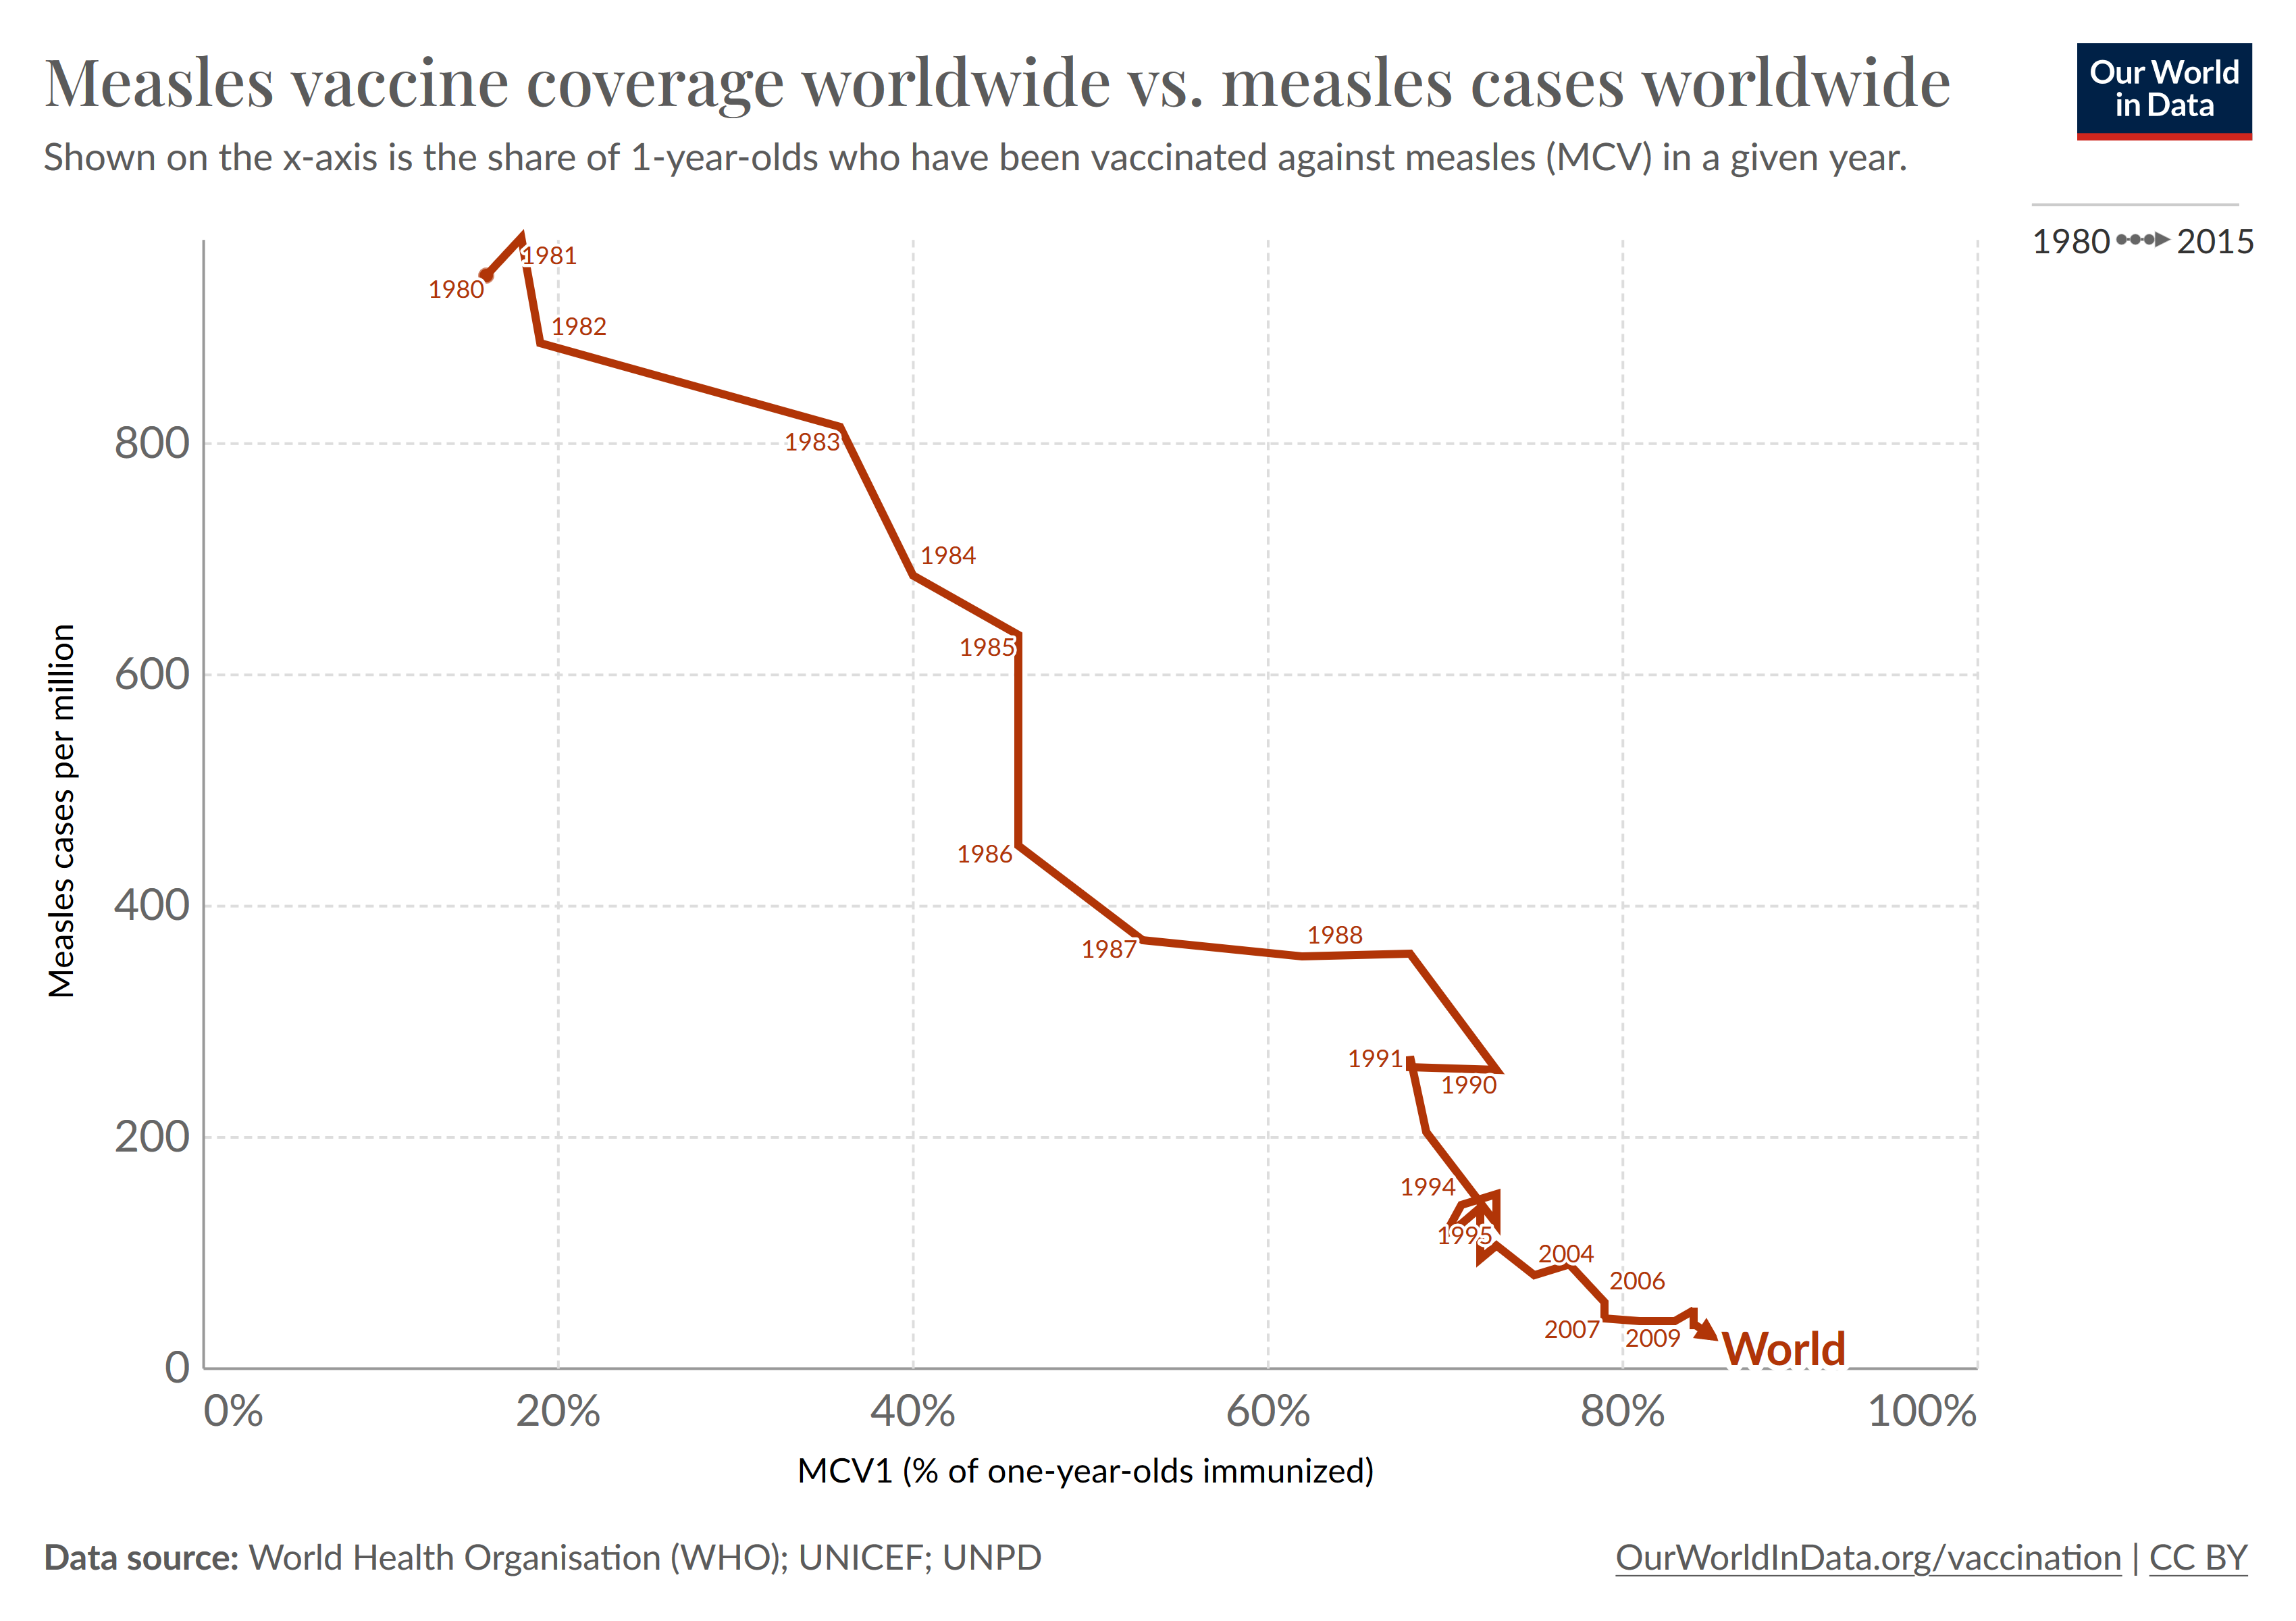 Measles vaccine coverage worldwide vs. measles cases worldwide
Shown on the x-axis is the share of 1-year-olds who have been vaccinated against measles (MCV) in a given year.
Our World
in Data
1980 2015
1980
1981
1982
800
1983
1984
600
1985
Measles cases per million
1986
400
1987
1988
1991
1990
200
1994
1995
2004
2006
2007
2009
World
0
0% 20% 40% 60% 80% 100%
MCV1 (% of one-year-olds immunized)
Data source: World Health Organisation (WHO); UNICEF; UNPD
OurWorldInData.org/vaccination | CC BY